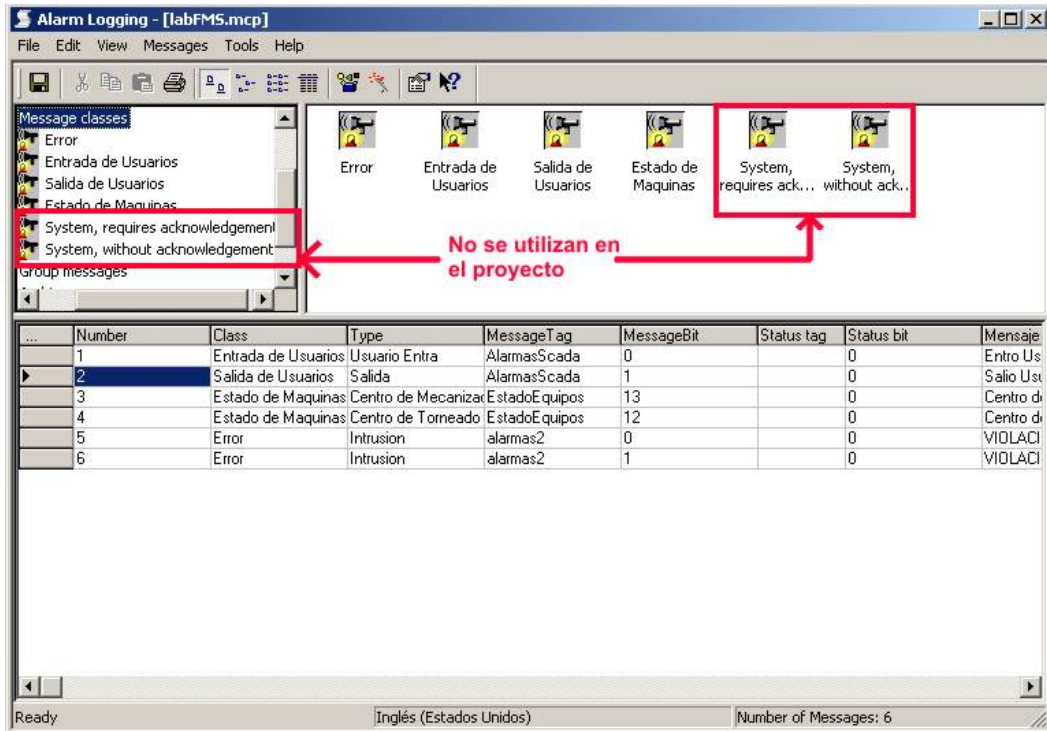 Alarm Logging - [labFMS.mcp]
File Edit View Messages Tools Help
Message classes
Error
Entrada de Usuarios
Salida de Usuarios
Estado de Maquinas
System, requires acknowledgement
System, without acknowledgement
Group messages
Error
Entrada de
Usuarios
Salida de
Usuarios
Estado de
Maquinas
System,
requires ack...
System,
without ack...
No se utilizan en
el proyecto
... Number Class Type MessageTag MessageBit Status tag Status bit Mensaje
1 Entrada de Usuarios Usuario Entra AlarmasScada 0 0 Entro Us
2 Salida de Usuarios Salida AlarmasScada 1 0 Salio Usu
3 Estado de Maquinas Centro de Mecaniza EstadoEquipos 13 0 Centro de
4 Estado de Maquinas Centro de Torneado EstadoEquipos 12 0 Centro de
5 Error Intrusion alarmas2 0 0 VIOLACI
6 Error Intrusion alarmas2 1 0 VIOLACI
Ready Inglés (Estados Unidos) Number of Messages: 6